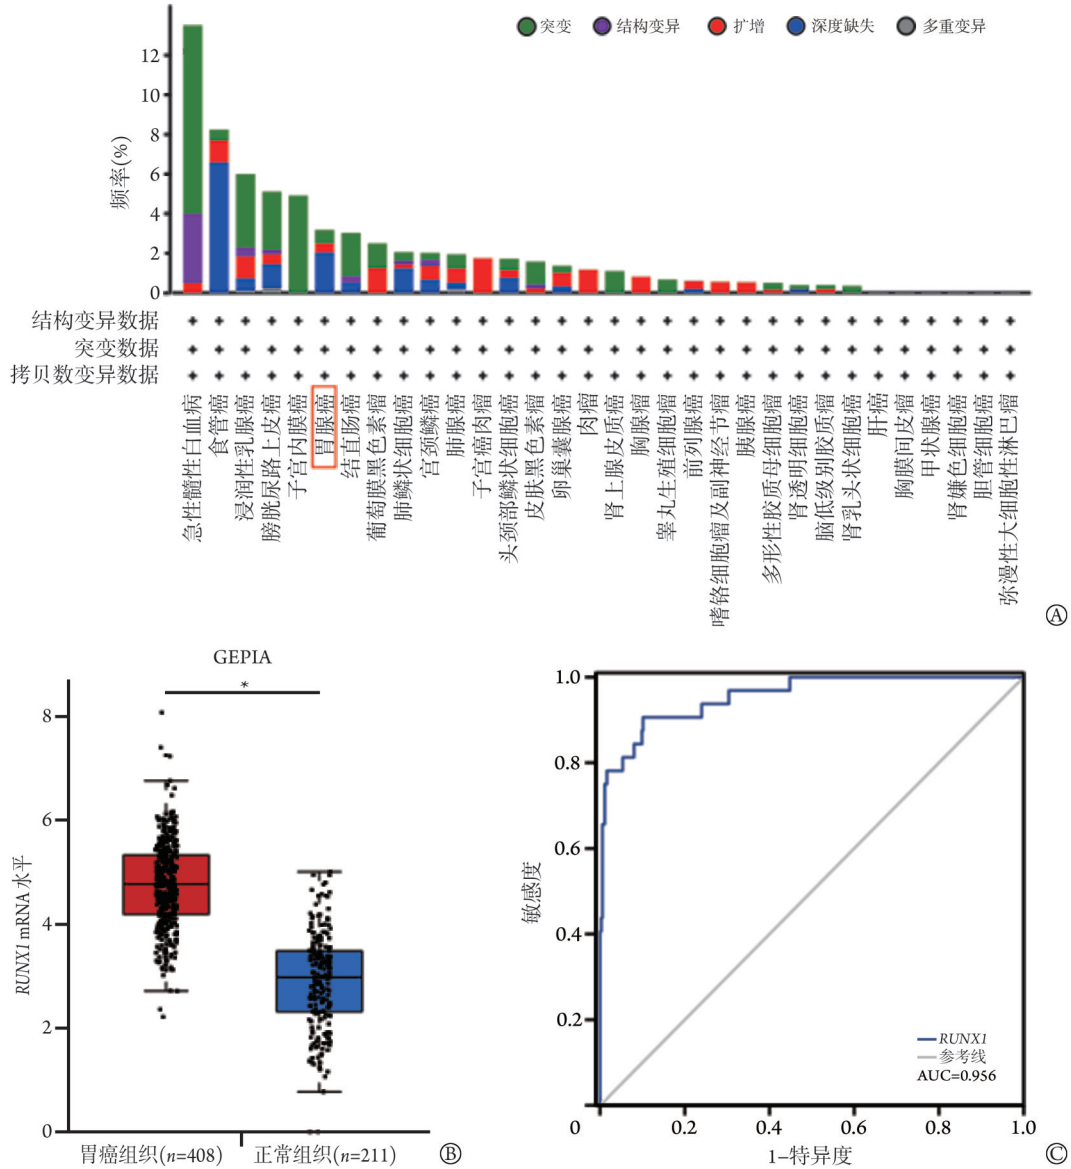 突变 结构变异 扩增 深度缺失 多重变异
频率(%)
12
10
8
6
4
2
0
结构变异数据
突变数据
拷贝数变异数据
急性髓性白血病
食管癌
浸润性乳腺癌
膀胱尿路上皮癌
子宫内膜癌
胃腺癌
结直肠癌
葡萄膜黑色素瘤
肺鳞状细胞癌
宫颈鳞癌
肺腺癌
子宫癌肉瘤
头颈部鳞状细胞癌
皮肤黑色素瘤
卵巢囊腺癌
肉瘤
肾上腺皮质癌
胸腺瘤
睾丸生殖细胞瘤
前列腺癌
嗜铬细胞瘤及副神经节瘤
胰腺癌
多形性胶质母细胞瘤
肾透明细胞癌
脑低级别胶质瘤
肾乳头状细胞癌
肝癌
胸膜间皮瘤
甲状腺癌
肾嫌色细胞癌
胆管细胞癌
弥漫性大细胞性淋巴瘤
Ⓐ
GEPIA
*
RUNX1 mRNA 水平
8
6
4
2
0
胃癌组织(n=408) 正常组织(n=211)
Ⓑ
敏感度
1.0
0.8
0.6
0.4
0.2
RUNX1
参考线
AUC=0.956
0 0.2 0.4 0.6 0.8 1.0
1-特异度
Ⓒ